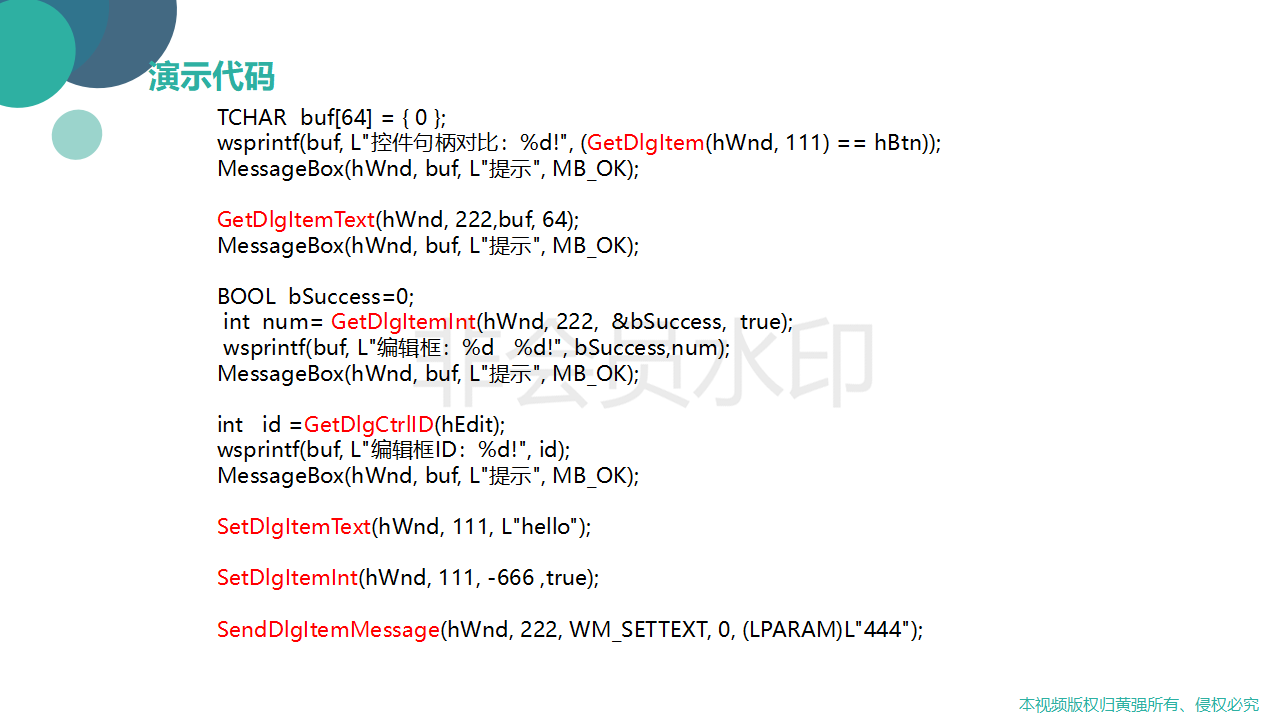 演示代码
TCHAR  buf[64] = { 0 };
wsprintf(buf, L"控件句柄对比：%d!", (GetDlgItem(hWnd, 111) == hBtn));
MessageBox(hWnd, buf, L"提示", MB_OK);
GetDlgItemText(hWnd, 222,buf, 64);
MessageBox(hWnd, buf, L"提示", MB_OK);
BOOL  bSuccess=0;
int  num= GetDlgItemInt(hWnd, 222,  &bSuccess,  true);
wsprintf(buf, L"编辑框：%d   %d!", bSuccess,num);
MessageBox(hWnd, buf, L"提示", MB_OK);
非会员水印
int   id =GetDlgCtrlID(hEdit);
wsprintf(buf, L"编辑框ID：%d!", id);
MessageBox(hWnd, buf, L"提示", MB_OK);
SetDlgItemText(hWnd, 111, L"hello");
SetDlgItemInt(hWnd, 111, -666 ,true);
SendDlgItemMessage(hWnd, 222, WM_SETTEXT, 0, (LPARAM)L"444");
本视频版权归黄强所有、侵权必究